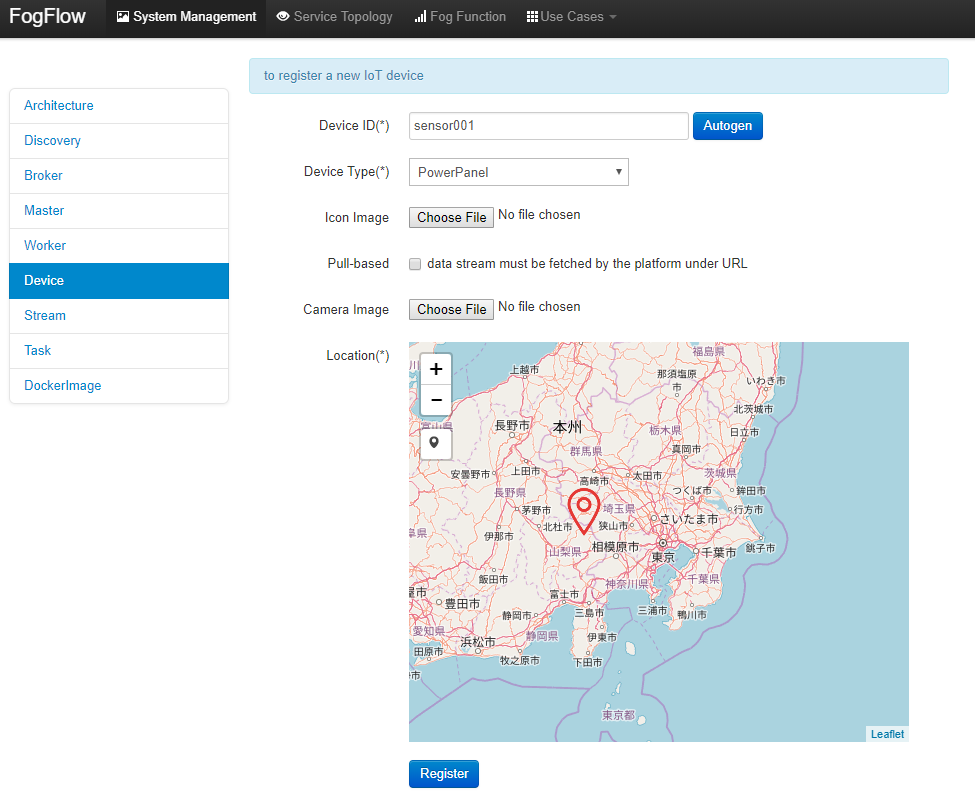 FogFlow System Management Service Topology Fog Function Use Cases
Architecture
Discovery
Broker
Master
Worker
Device
Stream
Task
DockerImage
to register a new IoT device
Device ID(*) sensor001 Autogen
Device Type(*) PowerPanel
Icon Image Choose File No file chosen
Pull-based data stream must be fetched by the platform under URL
Camera Image Choose File No file chosen
Location(*)
+
−
福島県
上越市
那須塩原
市
いわき市
北茨城市
長野市
本州
栃木県
日立市
群馬県
真岡市
安曇野市
上田市
高崎市
太田市
茨城県
長野県
つくば市
鉾田市
茅野市
埼玉県
行方市
北杜市
狭山市
さいたま市
伊那市
山梨県
相模原市
東京
千葉市
銚子市
飯田市
神奈川県
千葉県
富士市
豊田市
静岡市
三島市
三浦市
鴨川市
愛知県
浜松市
静岡県
伊東市
田原市
牧之原市
下田市
東京都
Leaflet
Register